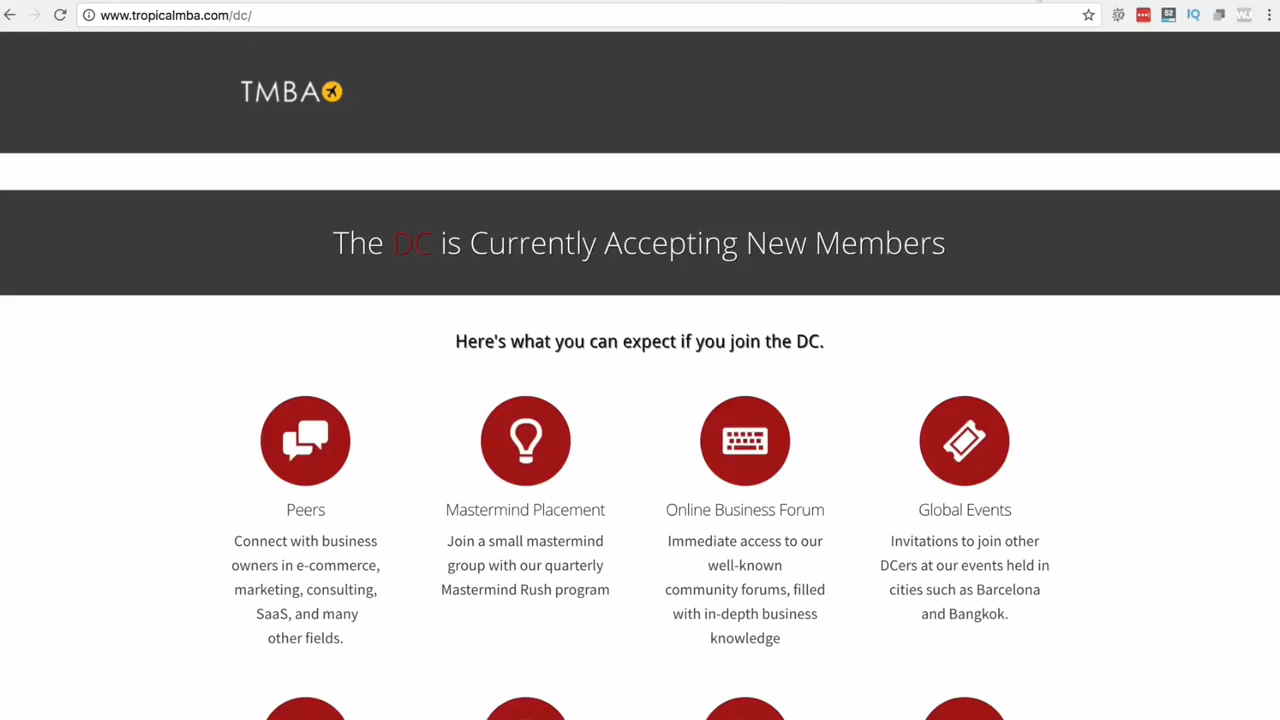 www.tropicalmba.com/dc/
52
IQ
TMBA
The DC is Currently Accepting New Members
Here's what you can expect if you join the DC.
Peers
Connect with business
owners in e-commerce,
marketing, consulting,
SaaS, and many
other fields.
Mastermind Placement
Join a small mastermind
group with our quarterly
Mastermind Rush program
Online Business Forum
Immediate access to our
well-known
community forums, filled
with in-depth business
knowledge
Global Events
Invitations to join other
DCers at our events held in
cities such as Barcelona
and Bangkok.